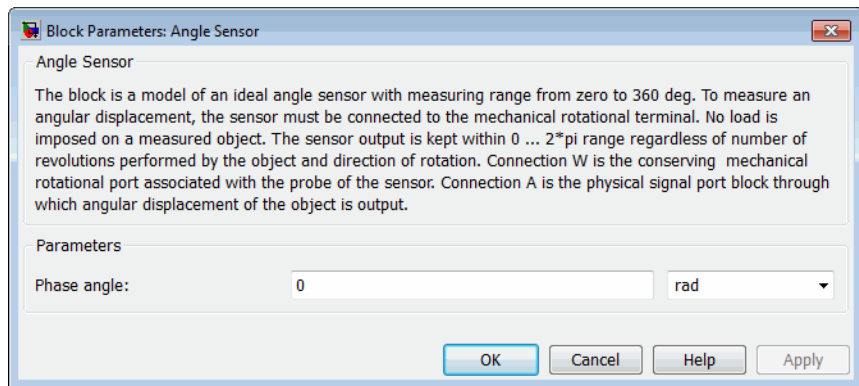 Block Parameters: Angle Sensor
Angle Sensor
The block is a model of an ideal angle sensor with measuring range from zero to 360 deg. To measure an
angular displacement, the sensor must be connected to the mechanical rotational terminal. No load is
imposed on a measured object. The sensor output is kept within 0 ... 2*pi range regardless of number of
revolutions performed by the object and direction of rotation. Connection W is the conserving mechanical
rotational port associated with the probe of the sensor. Connection A is the physical signal port block through
which angular displacement of the object is output.
Parameters
Phase angle: 0 rad
OK Cancel Help Apply